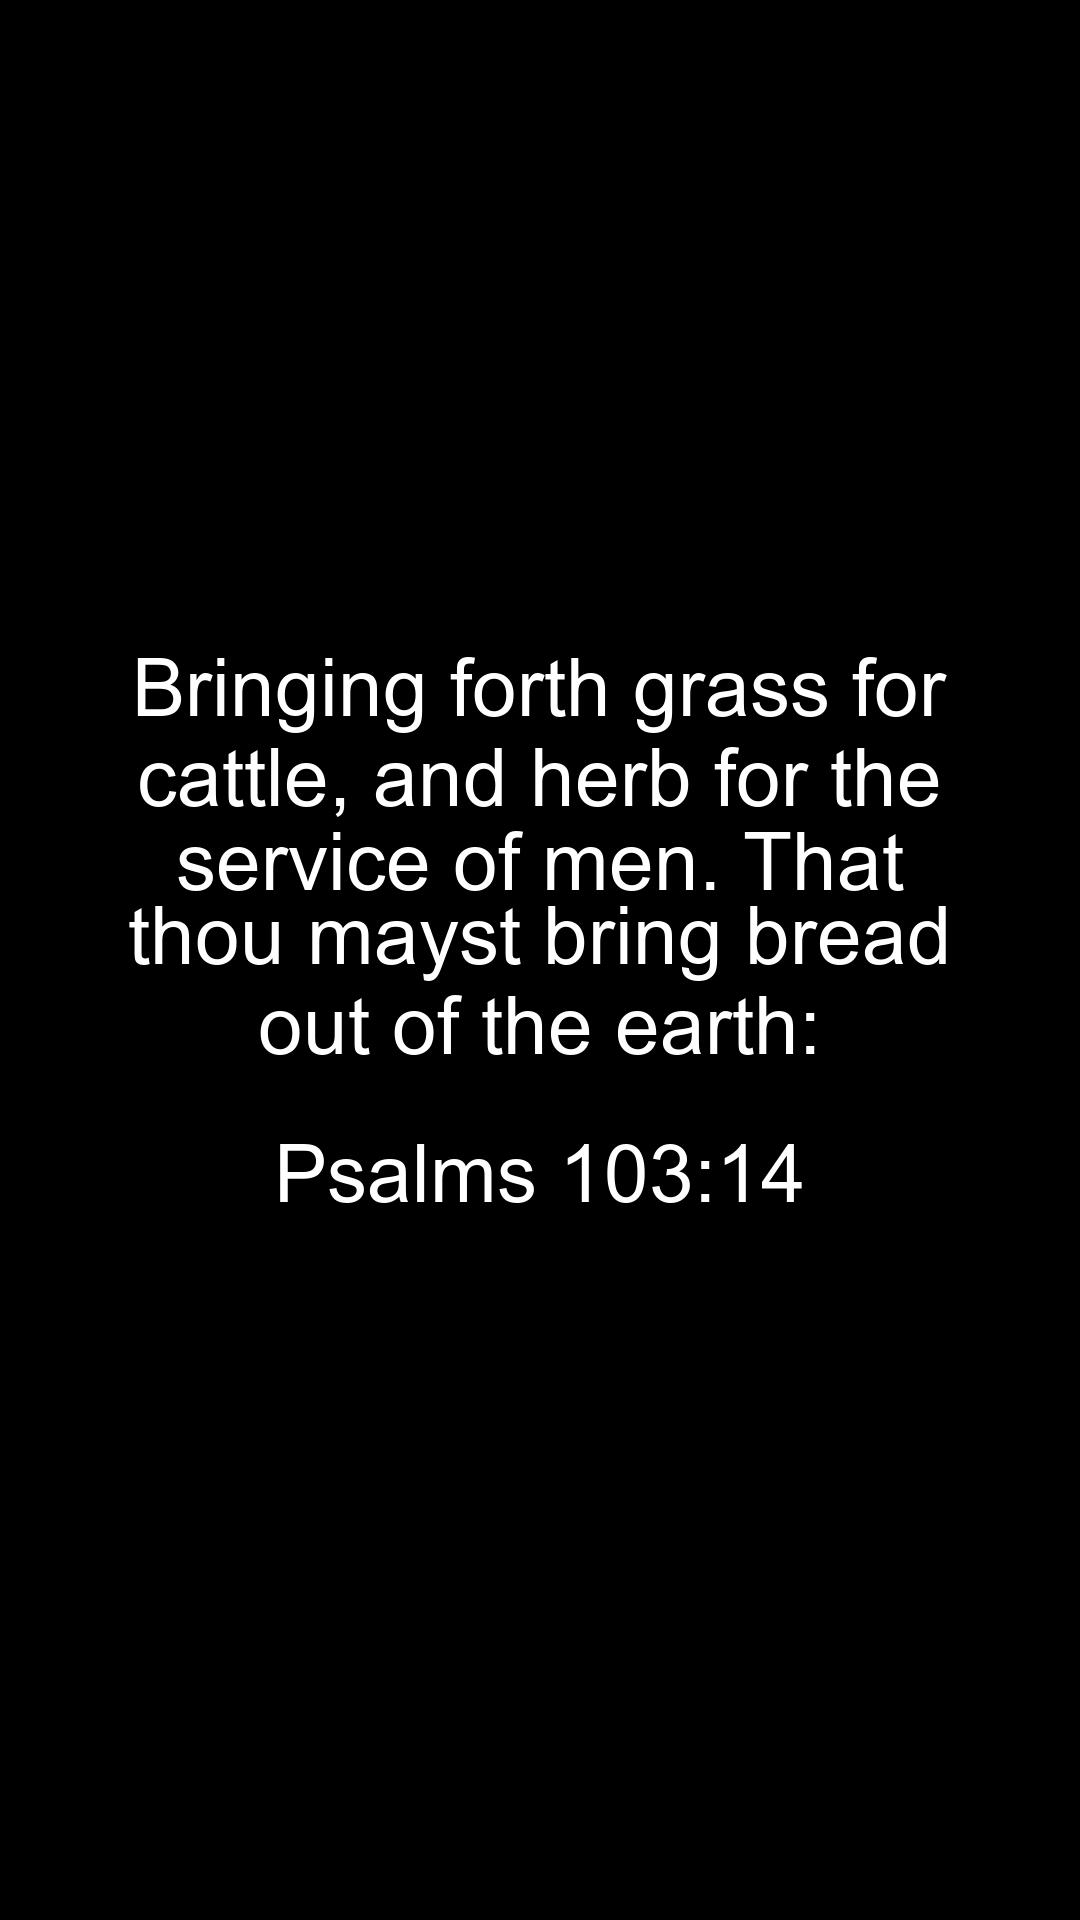 Bringing forth grass for
cattle, and herb for the
service of men. That
thou mayst bring bread
out of the earth:
Psalms 103:14